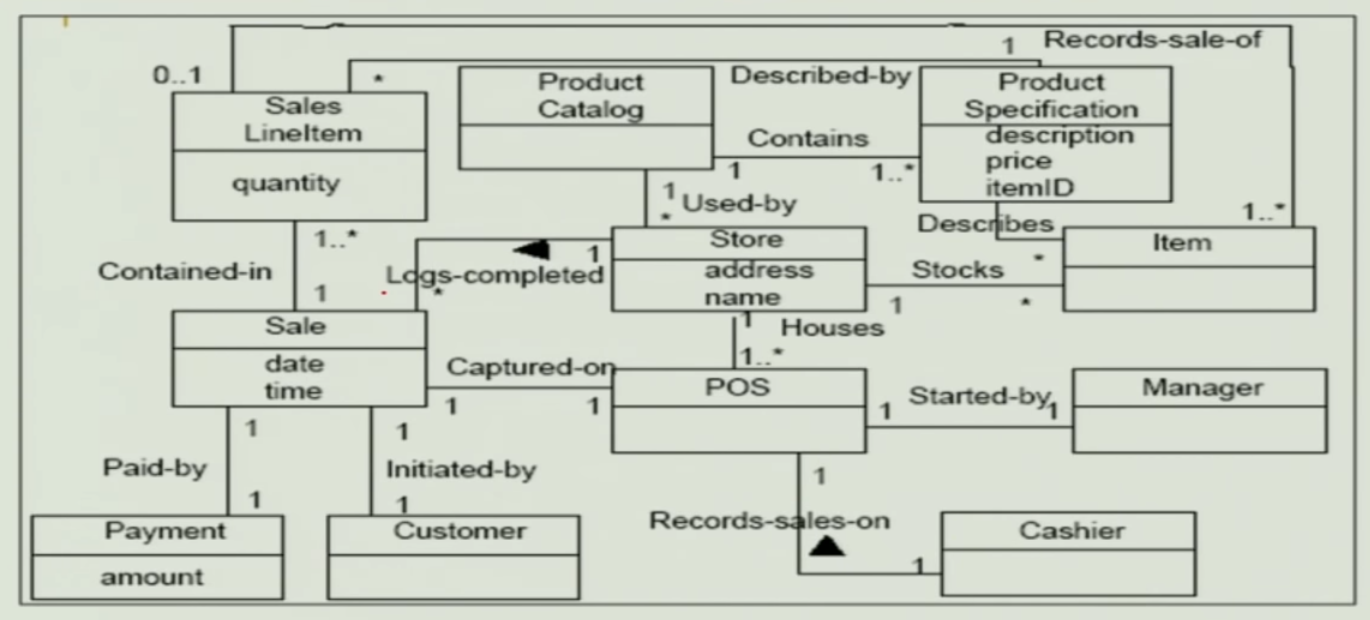 1 Records-sale-of
0..1
*
Described-by
Sales
LineItem
quantity
Product
Catalog
Product
Specification
description
price
itemID
Contains
1
1..*
1
*
Used-by
Describes
*
1..*
Item
1..*
Contained-in
1
Logs-completed
1
*
Store
address
name
Stocks
1
*
1
Houses
1..*
Sale
date
time
Captured-on
1
1
POS
Started-by
1
1
Manager
1
Paid-by
1
1
Initiated-by
1
1
Records-sales-on
1
Payment
amount
Customer
Cashier